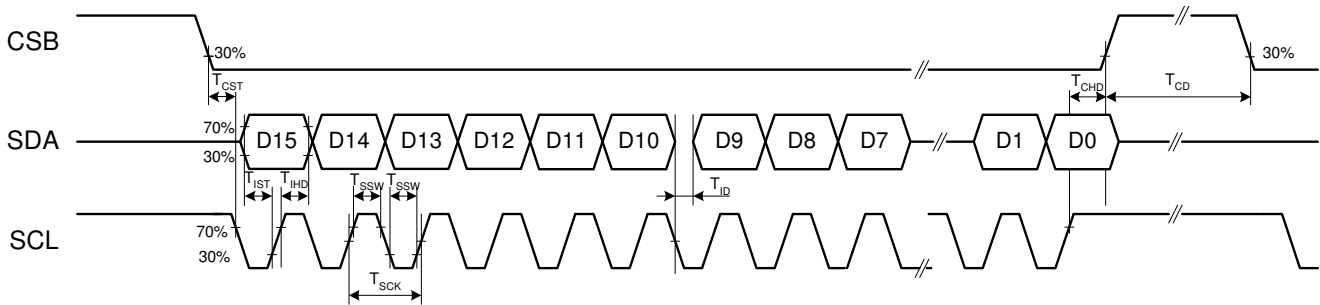 CSB
30%
30%
T_CST
T_CHD
T_CD
SDA
70%
30%
D15 D14 D13 D12 D11 D10 D9 D8 D7 D1 D0
T_IST T_IHD T_SSW T_SSW T_ID
SCL
70%
30%
T_SCK